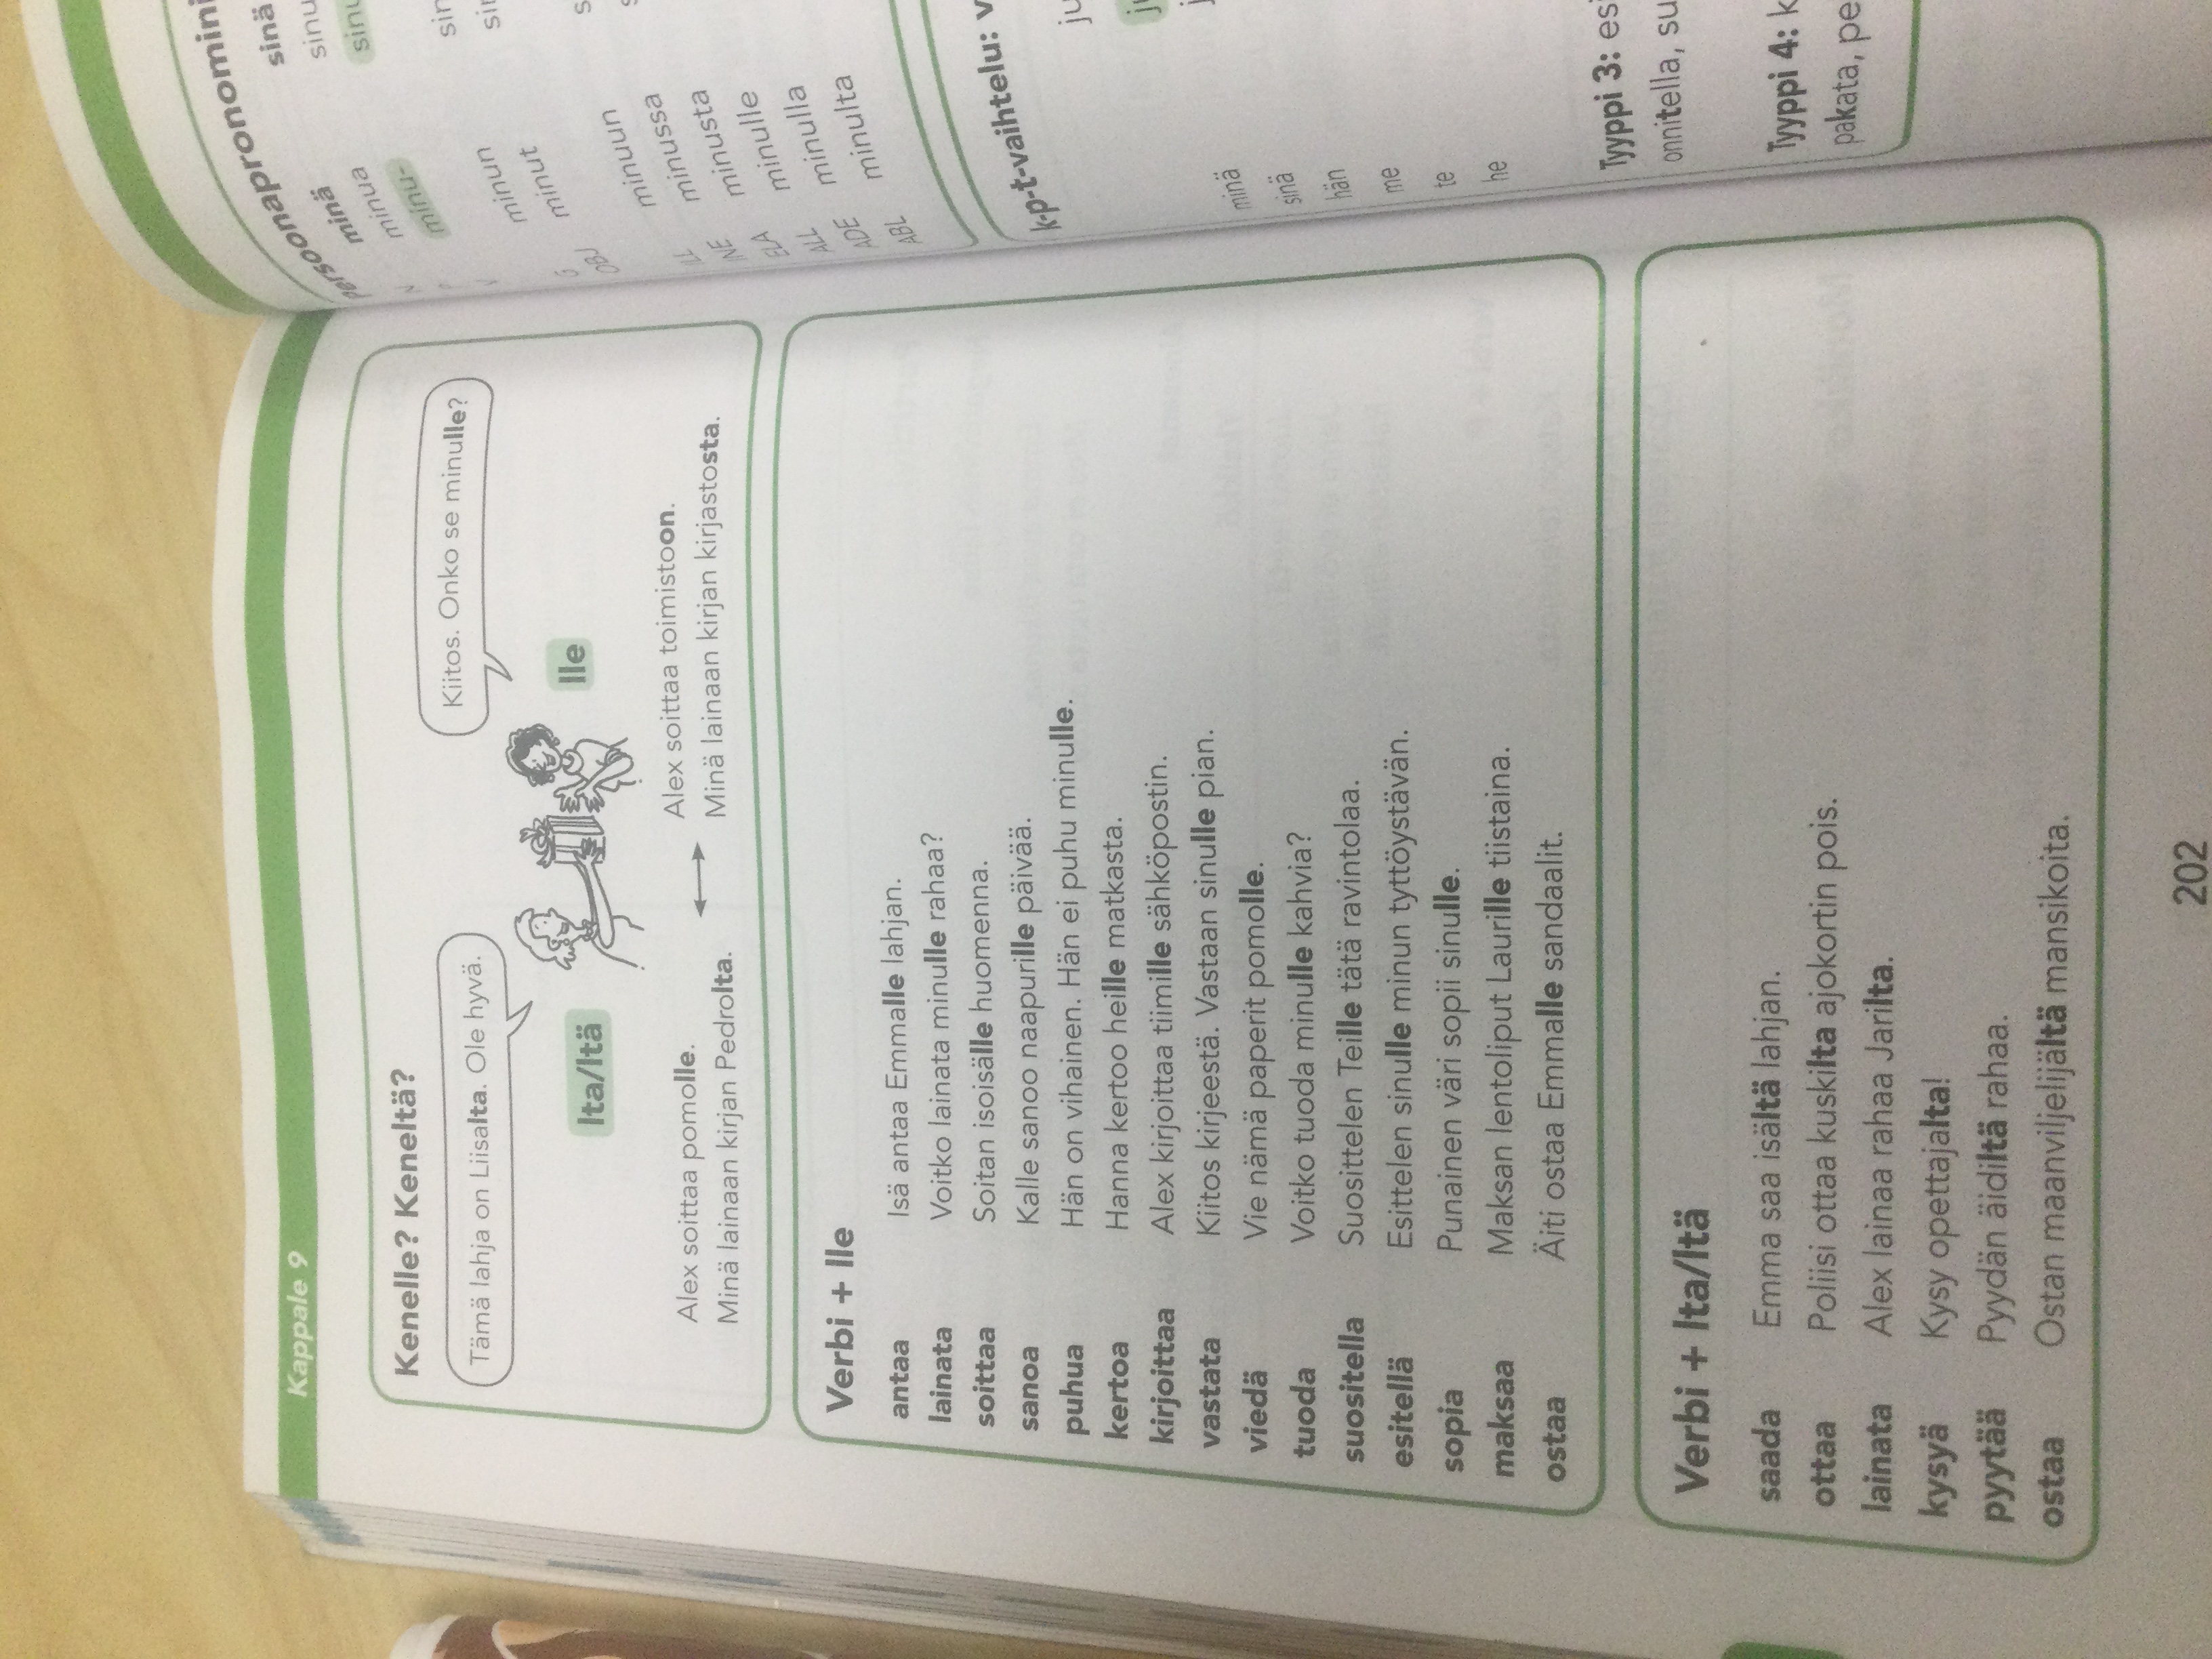 Kappale 9
Kenelle? Keneltä?
Tämä lahja on Liisalta. Ole hyvä.
Kiitos. Onko se minulle?
lta/ltä
lle
Alex soittaa pomolle.
Minä lainaan kirjan Pedrolta.
Alex soittaa toimistoon.
Minä lainaan kirjan kirjastosta.
Verbi + lle
antaa Isä antaa Emmalle lahjan.
lainata Voitko lainata minulle rahaa?
soittaa Soitan isoisälle huomenna.
sanoa Kalle sanoo naapurille päivää.
puhua Hän on vihainen. Hän ei puhu minulle.
kertoa Hanna kertoo heille matkasta.
kirjoittaa Alex kirjoittaa tiimille sähköpostin.
vastata Kiitos kirjeestä. Vastaan sinulle pian.
viedä Vie nämä paperit pomolle.
tuoda Voitko tuoda minulle kahvia?
suositella Suosittelen Teille tätä ravintolaa.
esitellä Esittelen sinulle minun tyttöystävän.
sopia Punainen väri sopii sinulle.
maksaa Maksan lentoliput Laurille tiistaina.
ostaa Äiti ostaa Emmalle sandaalit.
Verbi + lta/ltä
saada Emma saa isältä lahjan.
ottaa Poliisi ottaa kuskilta ajokortin pois.
lainata Alex lainaa rahaa Jarilta.
kysyä Kysy opettajalta!
pyytää Pyydän äidiltä rahaa.
ostaa Ostan maanviljelijältä mansikoita.
202
Persoonapronomini
minä sinä
N
P minua
V minu-
G minun
OBJ minut
ILL minuun
INE minussa
ELA minusta
ALL minulle
ADE minulla
ABL minulta
k-p-t-vaihtelu:
minä
sinä
hän
me
te
he
Tyyppi 3:
onnitella,
Tyyppi 4:
pakata,